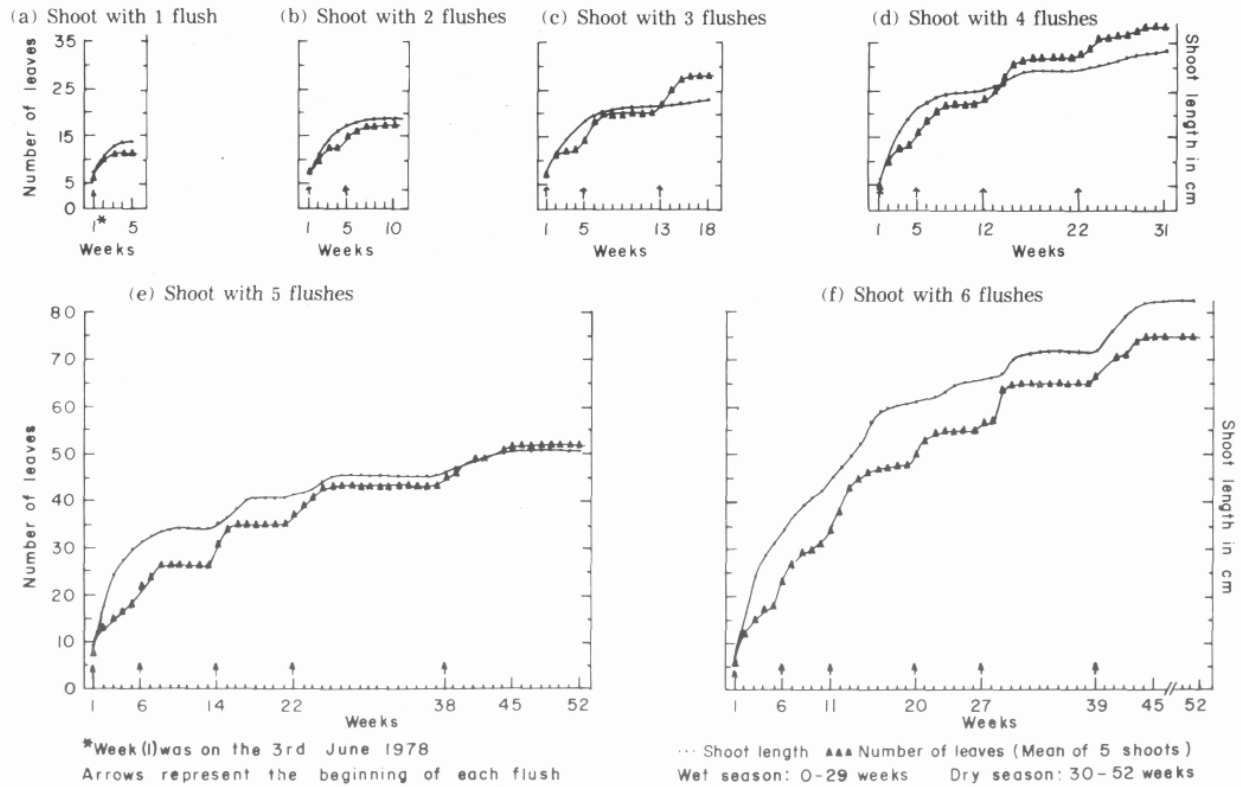 (a) Shoot with 1 flush
(b) Shoot with 2 flushes
(c) Shoot with 3 flushes
(d) Shoot with 4 flushes
Number of leaves
35
25
15
5
0
1* 5
Weeks
1 5 10
Weeks
1 5 13 18
Weeks
1 5 12 22 31
Weeks
Shoot length in cm
(e) Shoot with 5 flushes
(f) Shoot with 6 flushes
Number of leaves
80
70
60
50
40
30
20
10
0
1 6 14 22 38 45 52
Weeks
1 6 11 20 27 39 45 52
Weeks
Shoot length in cm
*Week (1) was on the 3rd June 1978
Arrows represent the beginning of each flush
··· Shoot length ▲▲▲ Number of leaves (Mean of 5 shoots)
Wet season: 0-29 weeks Dry season: 30-52 weeks